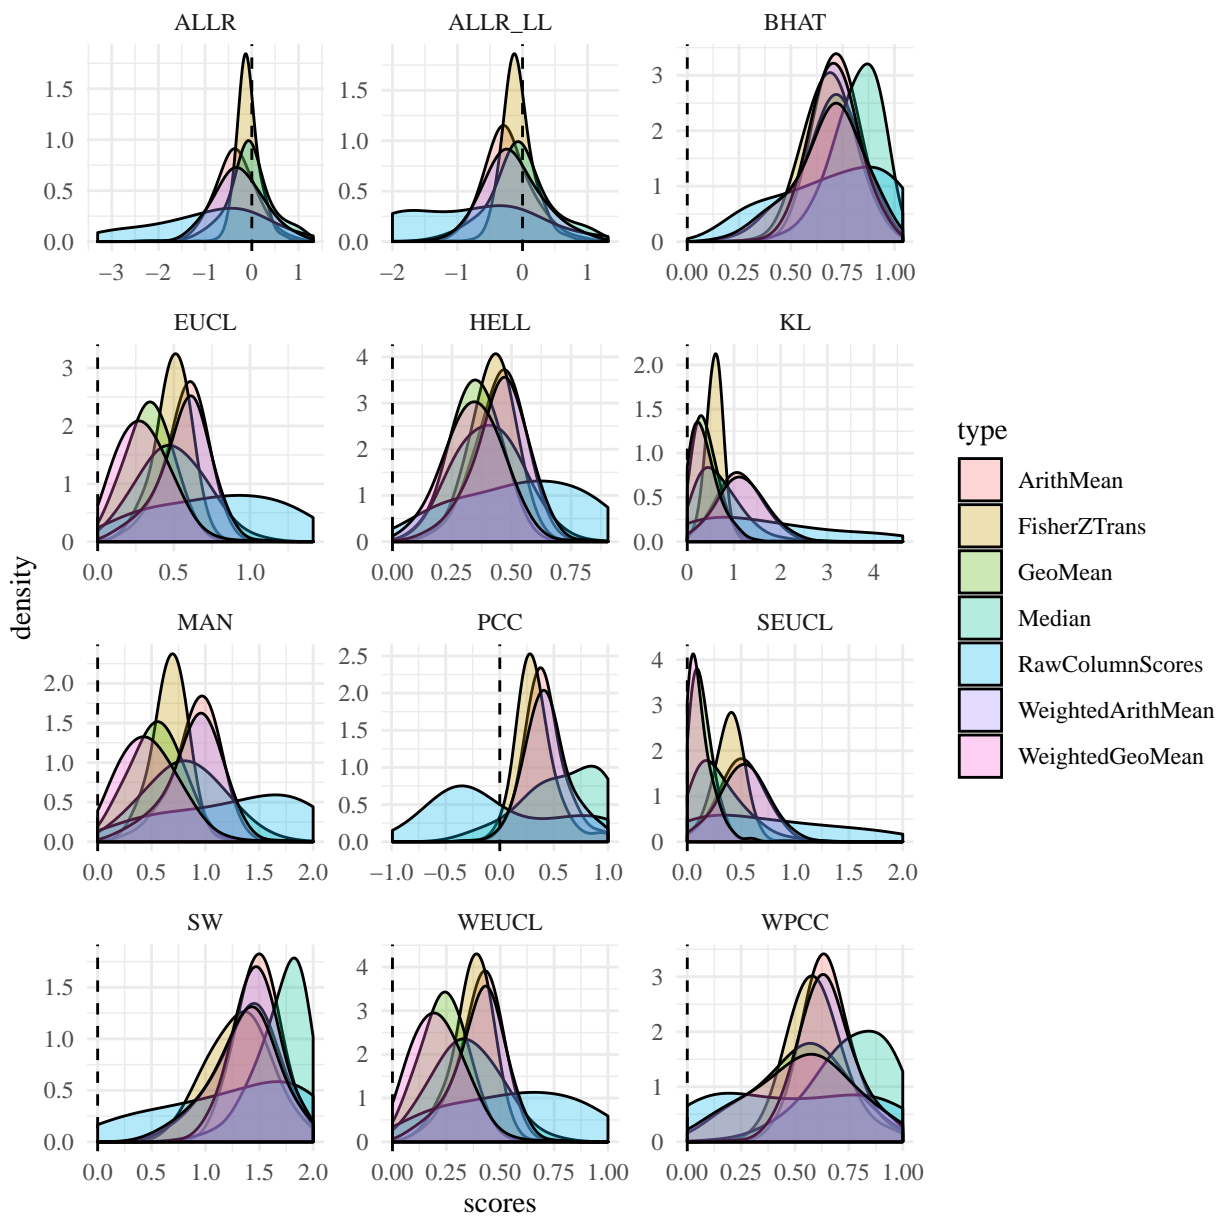 ALLR ALLR_LL BHAT
1.5
1.0
0.5
0.0
−3 −2 −1 0 1
1.5
1.0
0.5
0.0
−2 −1 0 1
3
2
1
0
0.00 0.25 0.50 0.75 1.00
EUCL HELL KL
3
2
1
0
0.0 0.5 1.0
4
3
2
1
0
0.00 0.25 0.50 0.75
2.0
1.5
1.0
0.5
0.0
0 1 2 3 4
MAN PCC SEUCL
2.0
1.5
1.0
0.5
0.0
0.0 0.5 1.0 1.5 2.0
2.5
2.0
1.5
1.0
0.5
0.0
−1.0 −0.5 0.0 0.5 1.0
4
3
2
1
0
0.0 0.5 1.0 1.5 2.0
SW WEUCL WPCC
1.5
1.0
0.5
0.0
0.0 0.5 1.0 1.5 2.0
4
3
2
1
0
0.00 0.25 0.50 0.75 1.00
3
2
1
0
0.00 0.25 0.50 0.75 1.00
density
scores
type
ArithMean
FisherZTrans
GeoMean
Median
RawColumnScores
WeightedArithMean
WeightedGeoMean